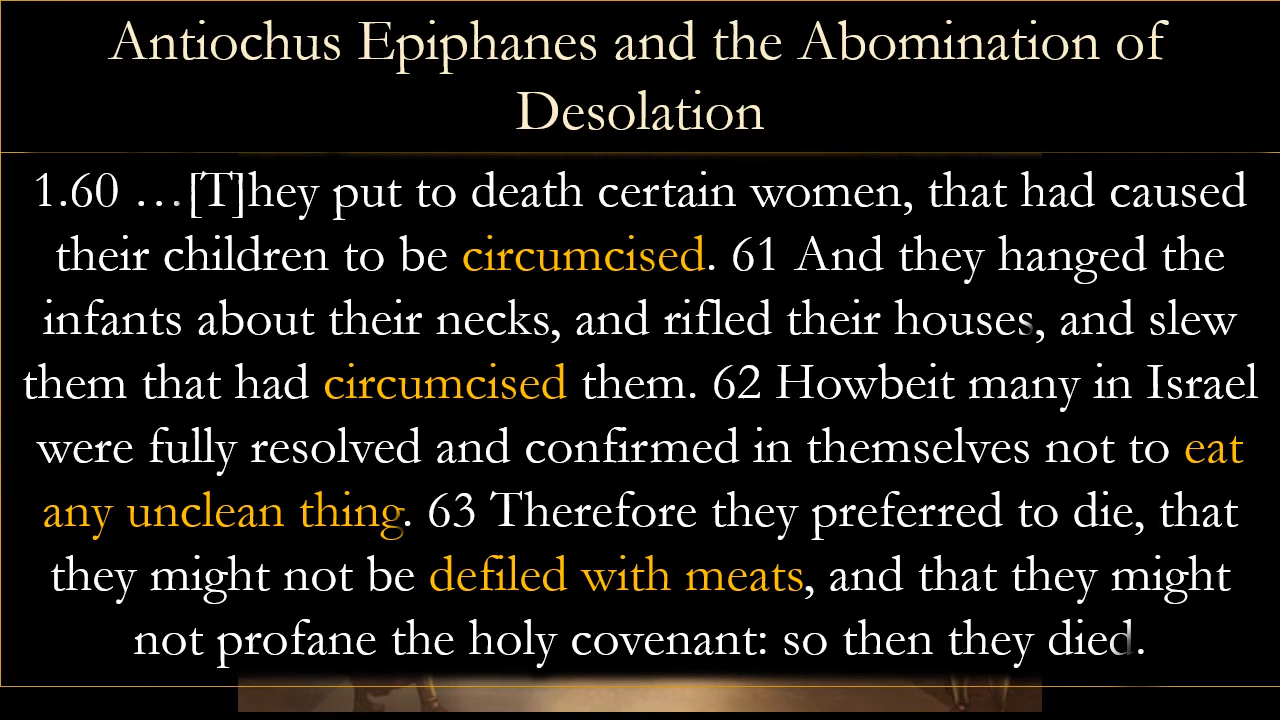 Antiochus Epiphanes and the Abomination of
Desolation
1.60 …[T]hey put to death certain women, that had caused
their children to be circumcised. 61 And they hanged the
infants about their necks, and rifled their houses, and slew
them that had circumcised them. 62 Howbeit many in Israel
were fully resolved and confirmed in themselves not to eat
any unclean thing. 63 Therefore they preferred to die, that
they might not be defiled with meats, and that they might
not profane the holy covenant: so then they died.